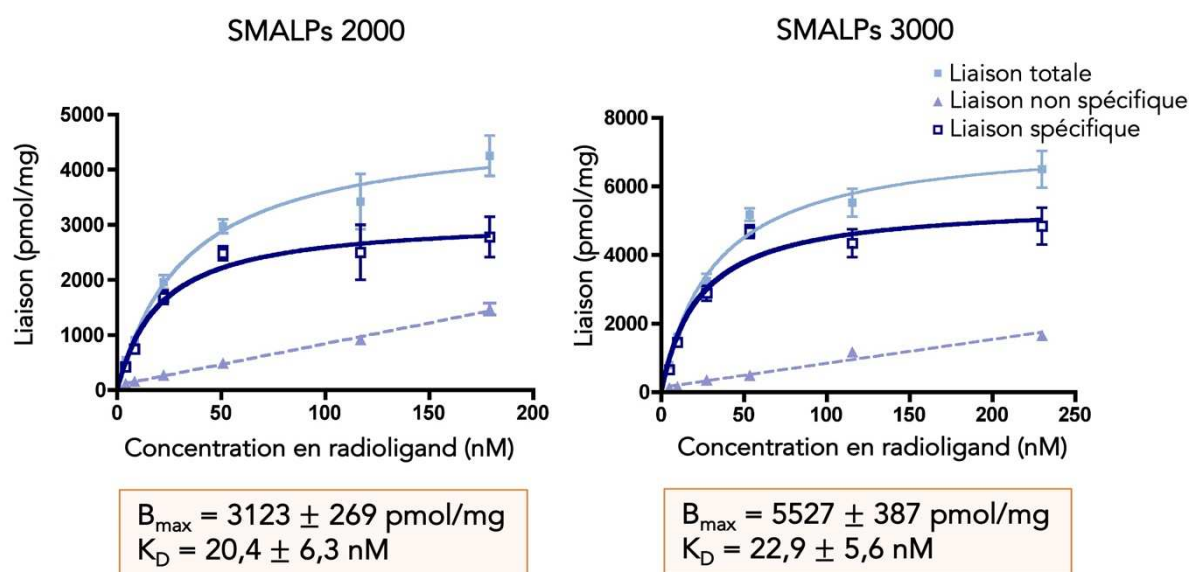 SMALPs 2000
SMALPs 3000
Liaison totale
Liaison non spécifique
Liaison spécifique
Liaison (pmol/mg)
5000
4000
3000
2000
1000
0
0 50 100 150 200
Concentration en radioligand (nM)
Liaison (pmol/mg)
8000
6000
4000
2000
0
0 50 100 150 200 250
Concentration en radioligand (nM)
Bmax = 3123 ± 269 pmol/mg
KD = 20,4 ± 6,3 nM
Bmax = 5527 ± 387 pmol/mg
KD = 22,9 ± 5,6 nM